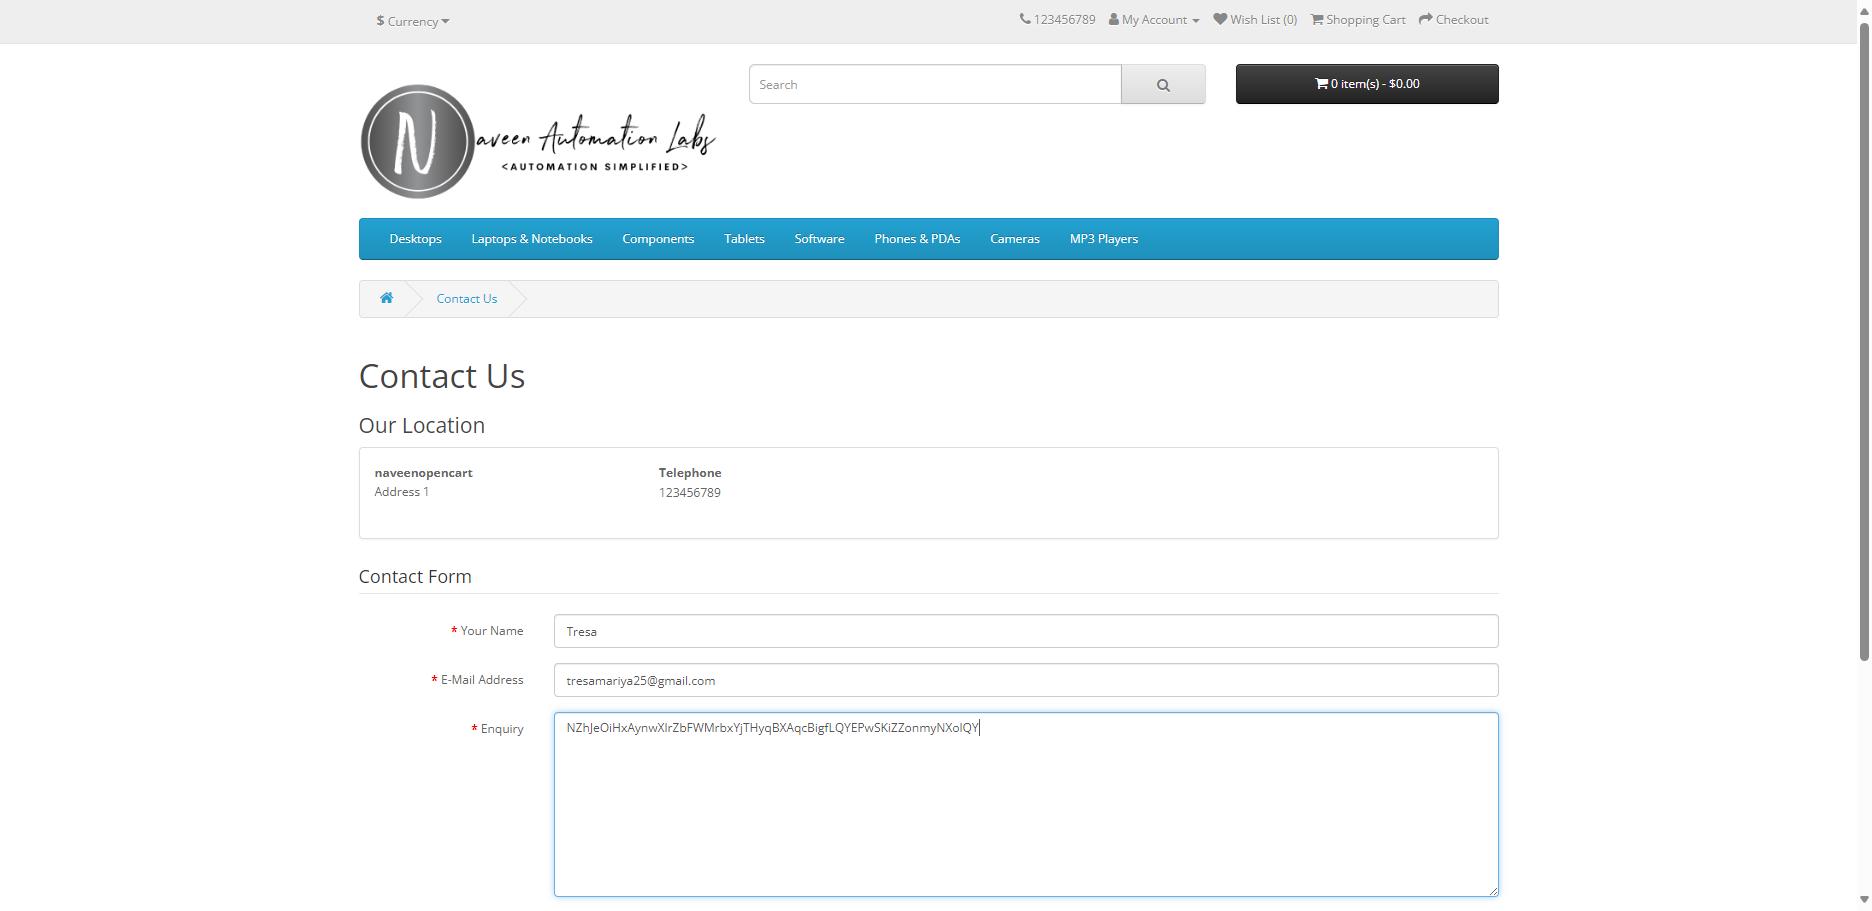 $ Currency
123456789 My Account Wish List (0) Shopping Cart Checkout
N
aveen Automation Labs
<AUTOMATION SIMPLIFIED>
Search
0 item(s) - $0.00
Desktops Laptops & Notebooks Components Tablets Software Phones & PDAs Cameras MP3 Players
Contact Us
Contact Us
Our Location
naveenopencart
Address 1
Telephone
123456789
Contact Form
* Your Name
Tresa
* E-Mail Address
tresamariya25@gmail.com
* Enquiry
NZhJeOiHxAynwXIrZbFWMrbxYjTHyqBXAqcBigfLQYEPwSKiZZonmyNXolQY